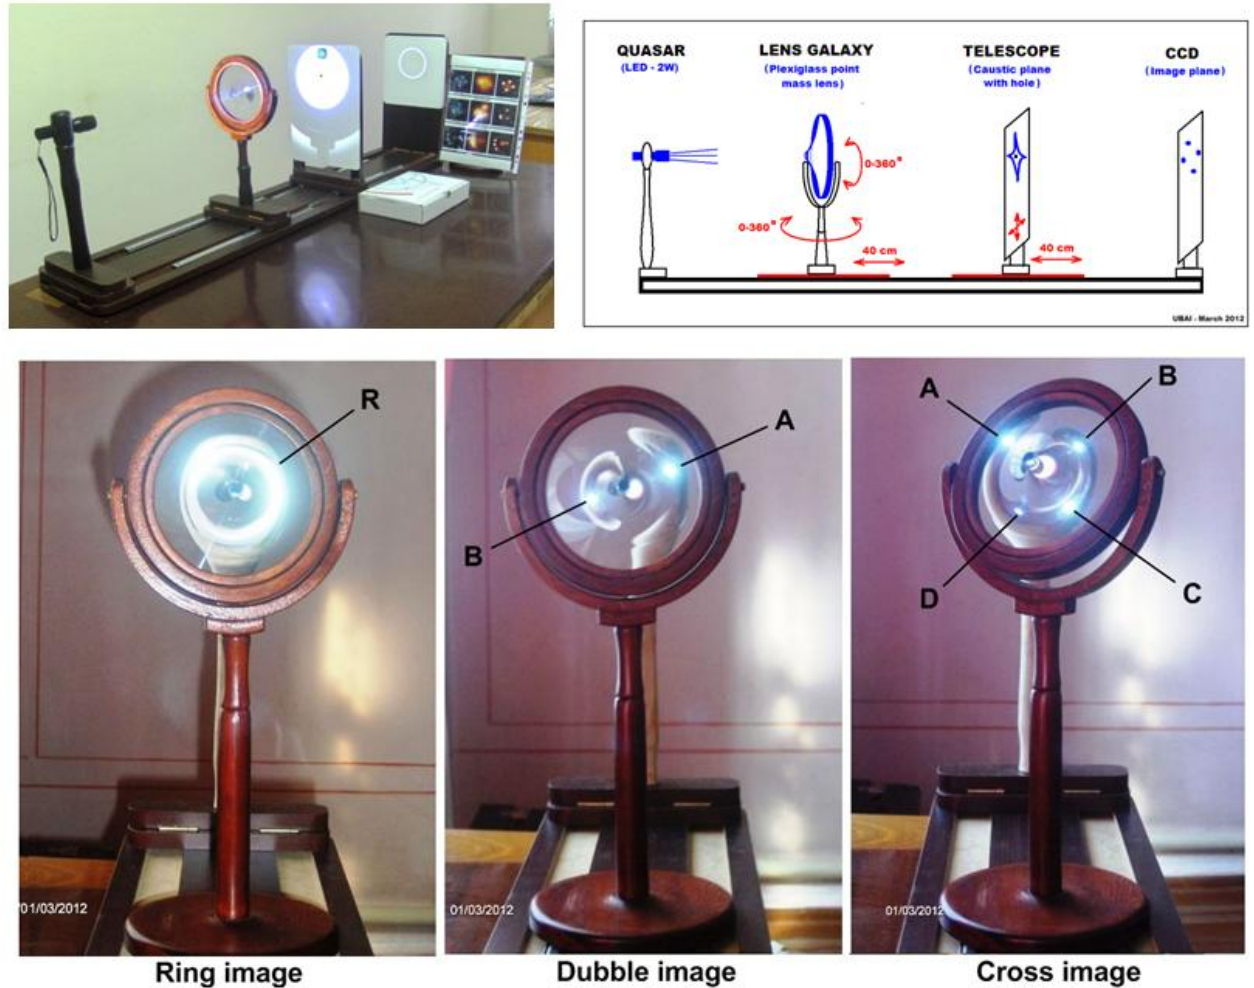 QUASAR
(LED - 2W)
LENS GALAXY
(Plexiglass point
mass lens)
TELESCOPE
(Caustic plane
with hole)
CCD
(Image plane)
0-360°
0-360°
40 cm
40 cm
UBAI - March 2012
R
01/03/2012
Ring image
A
B
01/03/2012
Dubble image
A
B
D
C
01/03/2012
Cross image